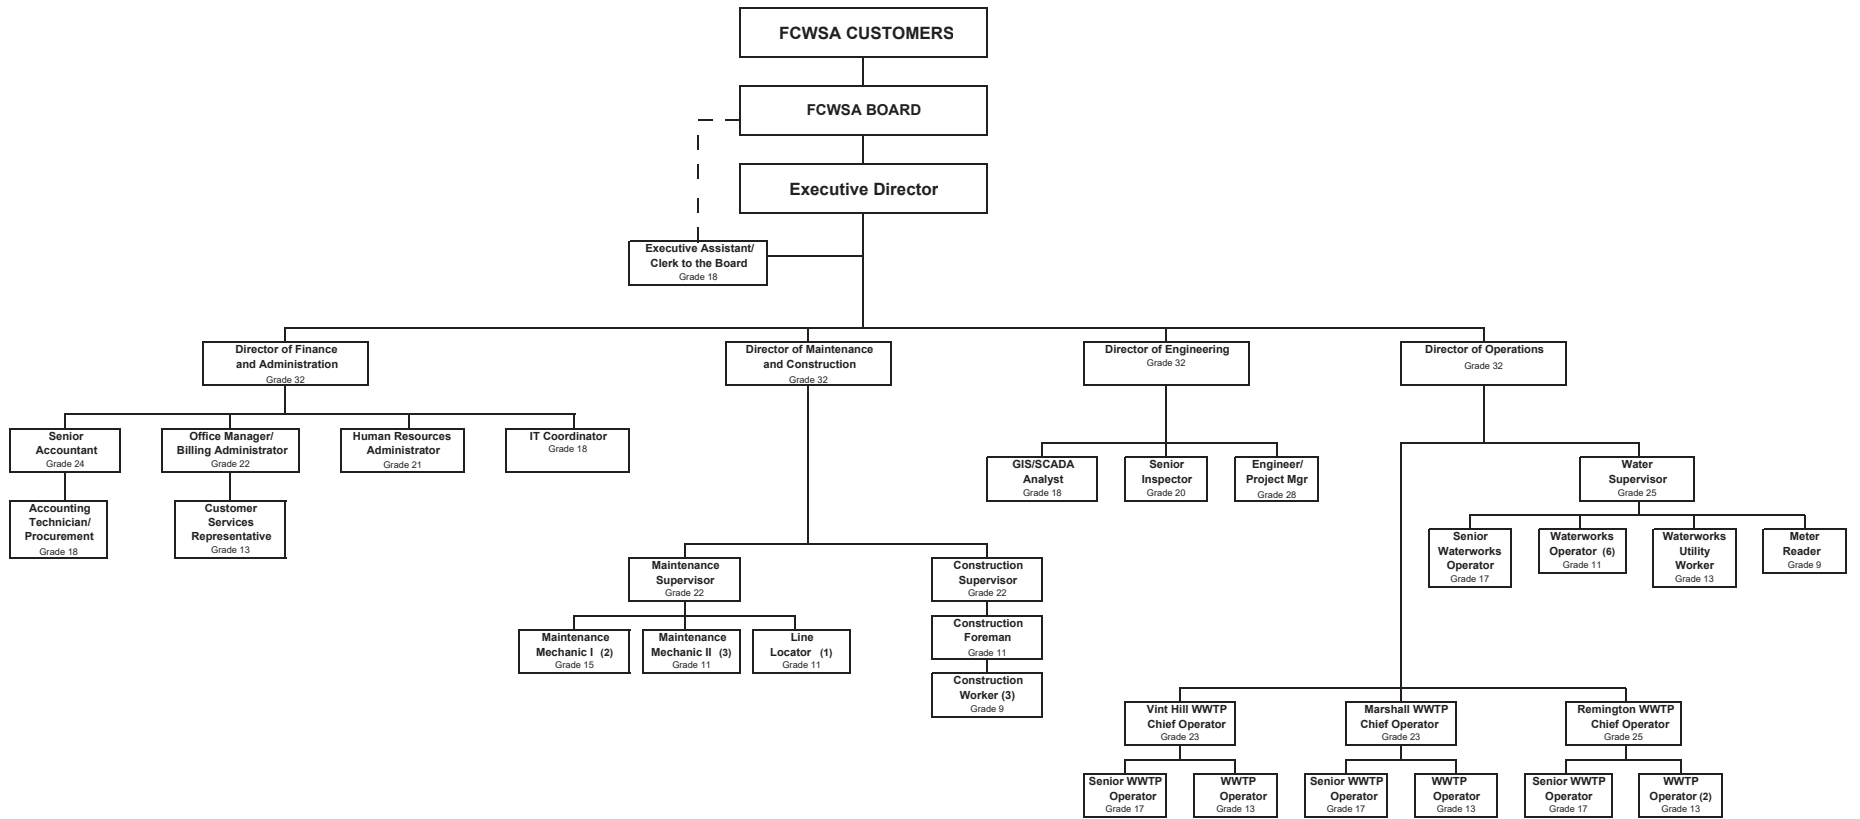 FCWSA CUSTOMERS
FCWSA BOARD
Executive Director
Executive Assistant/
Clerk to the Board
Grade 18
Director of Finance
and Administration
Grade 32
Director of Maintenance
and Construction
Grade 32
Director of Engineering
Grade 32
Director of Operations
Grade 32
Senior
Accountant
Grade 24
Office Manager/
Billing Administrator
Grade 22
Human Resources
Administrator
Grade 21
IT Coordinator
Grade 18
GIS/SCADA
Analyst
Grade 18
Senior
Inspector
Grade 20
Engineer/
Project Mgr
Grade 28
Water
Supervisor
Grade 25
Accounting
Technician/
Procurement
Grade 18
Customer
Services
Representative
Grade 13
Senior
Waterworks
Operator
Grade 17
Waterworks
Operator (6)
Grade 11
Waterworks
Utility
Worker
Grade 13
Meter
Reader
Grade 9
Maintenance
Supervisor
Grade 22
Construction
Supervisor
Grade 22
Maintenance
Mechanic I (2)
Grade 15
Maintenance
Mechanic II (3)
Grade 11
Line
Locator (1)
Grade 11
Construction
Foreman
Grade 11
Construction
Worker (3)
Grade 9
Vint Hill WWTP
Chief Operator
Grade 23
Marshall WWTP
Chief Operator
Grade 23
Remington WWTP
Chief Operator
Grade 25
Senior WWTP
Operator
Grade 17
WWTP
Operator
Grade 13
Senior WWTP
Operator
Grade 17
WWTP
Operator
Grade 13
Senior WWTP
Operator
Grade 17
WWTP
Operator (2)
Grade 13